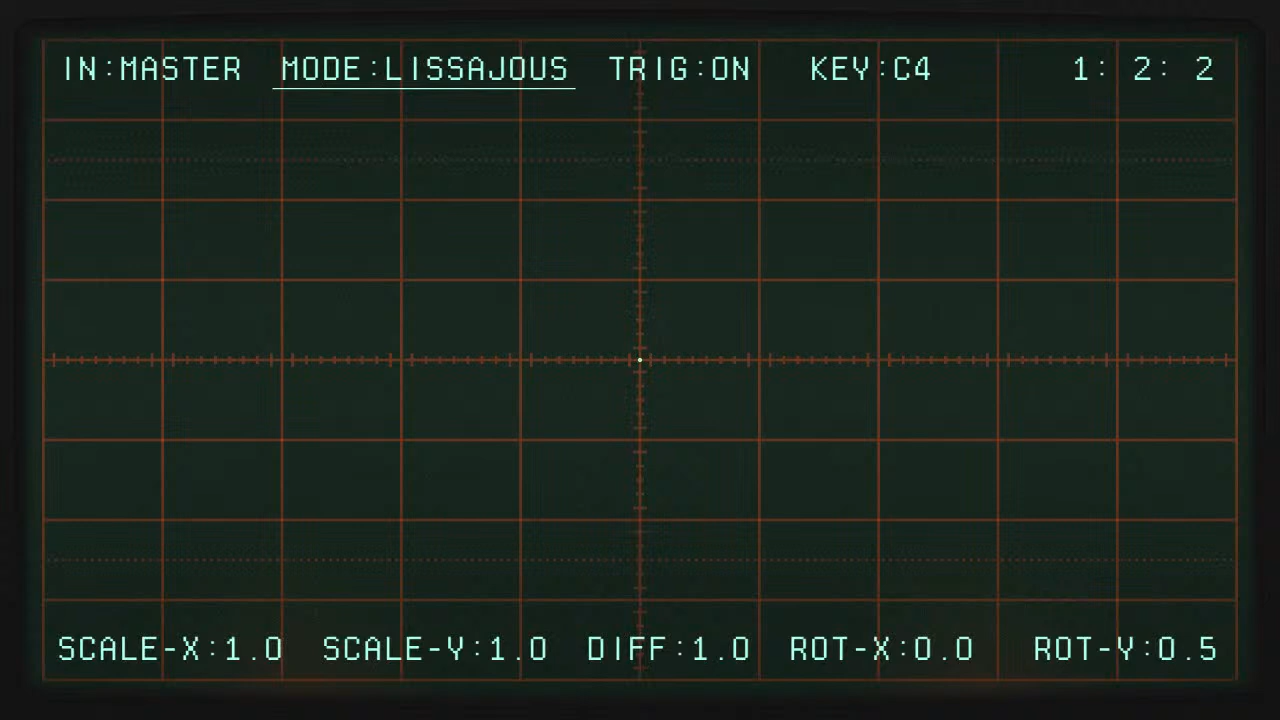 IN:MASTER MODE:LISSAJOUS TRIG:ON KEY:C4 1: 2: 2
SCALE-X:1.0 SCALE-Y:1.0 DIFF:1.0 ROT-X:0.0 ROT-Y:0.5